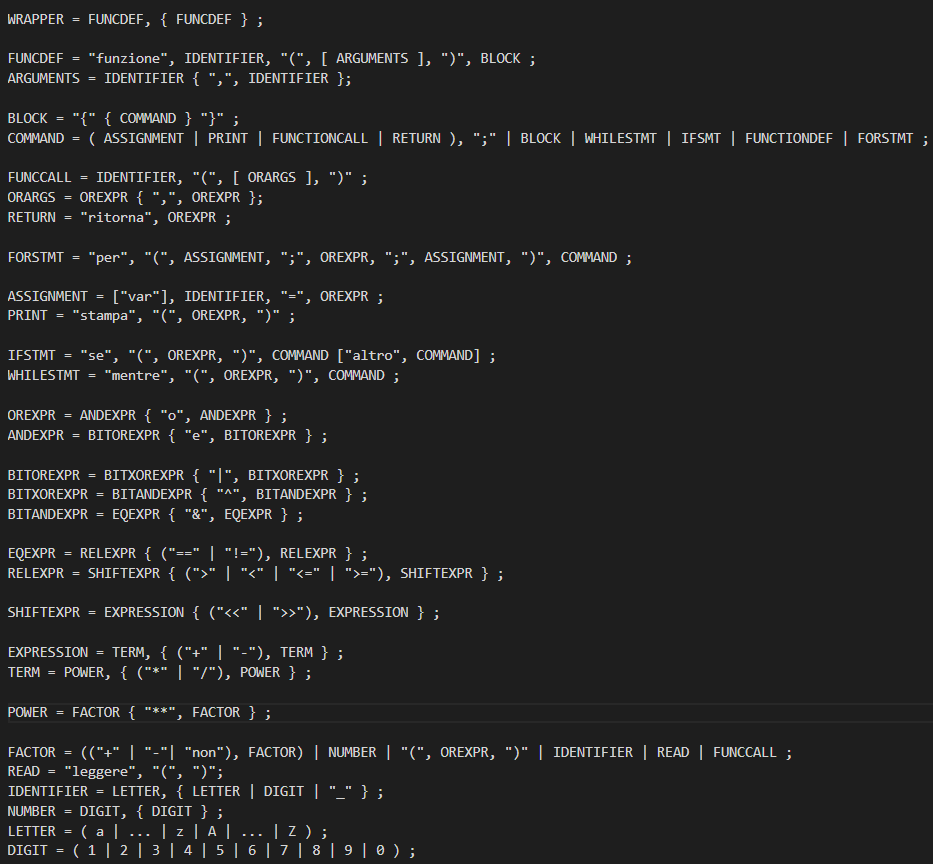 WRAPPER = FUNCDEF, { FUNCDEF } ;
FUNCDEF = "funzione", IDENTIFIER, "(", [ ARGUMENTS ], ")", BLOCK ;
ARGUMENTS = IDENTIFIER { ",", IDENTIFIER };
BLOCK = "{" { COMMAND } "}" ;
COMMAND = ( ASSIGNMENT | PRINT | FUNCTIONCALL | RETURN ), ";" | BLOCK | WHILESTMT | IFSMT | FUNCTIONDEF | FORSTMT ;
FUNCCALL = IDENTIFIER, "(", [ ORARGS ], ")" ;
ORARGS = OREXPR { ",", OREXPR };
RETURN = "ritorna", OREXPR ;
FORSTMT = "per", "(", ASSIGNMENT, ";", OREXPR, ";", ASSIGNMENT, ")", COMMAND ;
ASSIGNMENT = ["var"], IDENTIFIER, "=", OREXPR ;
PRINT = "stampa", "(", OREXPR, ")" ;
IFSTMT = "se", "(", OREXPR, ")", COMMAND ["altro", COMMAND] ;
WHILESTMT = "mentre", "(", OREXPR, ")", COMMAND ;
OREXPR = ANDEXPR { "o", ANDEXPR } ;
ANDEXPR = BITOREXPR { "e", BITOREXPR } ;
BITOREXPR = BITXOREXPR { "|", BITXOREXPR } ;
BITXOREXPR = BITANDEXPR { "^", BITANDEXPR } ;
BITANDEXPR = EQEXPR { "&", EQEXPR } ;
EQEXPR = RELEXPR { ("==" | "!="), RELEXPR } ;
RELEXPR = SHIFTEXPR { (">" | "<" | "<=" | ">="), SHIFTEXPR } ;
SHIFTEXPR = EXPRESSION { ("<<" | ">>"), EXPRESSION } ;
EXPRESSION = TERM, { ("+" | "-"), TERM } ;
TERM = POWER, { ("*" | "/"), POWER } ;
POWER = FACTOR { "**", FACTOR } ;
FACTOR = (("+" | "-"| "non"), FACTOR) | NUMBER | "(", OREXPR, ")" | IDENTIFIER | READ | FUNCCALL ;
READ = "leggere", "(", ")";
IDENTIFIER = LETTER, { LETTER | DIGIT | "_" } ;
NUMBER = DIGIT, { DIGIT } ;
LETTER = ( a | ... | z | A | ... | Z ) ;
DIGIT = ( 1 | 2 | 3 | 4 | 5 | 6 | 7 | 8 | 9 | 0 ) ;